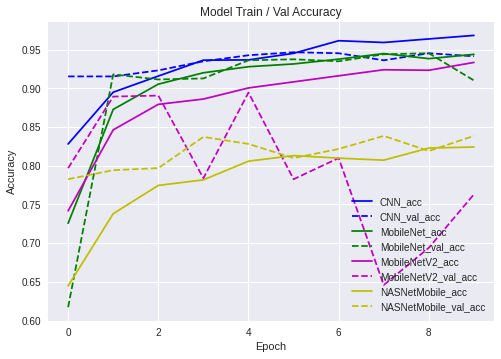 Model Train / Val Accuracy
Accuracy
0.95
0.90
0.85
0.80
0.75
0.70
0.65
0.60
CNN_acc
CNN_val_acc
MobileNet_acc
MobileNet_val_acc
MobileNetV2_acc
MobileNetV2_val_acc
NASNetMobile_acc
NASNetMobile_val_acc
0 2 4 6 8
Epoch